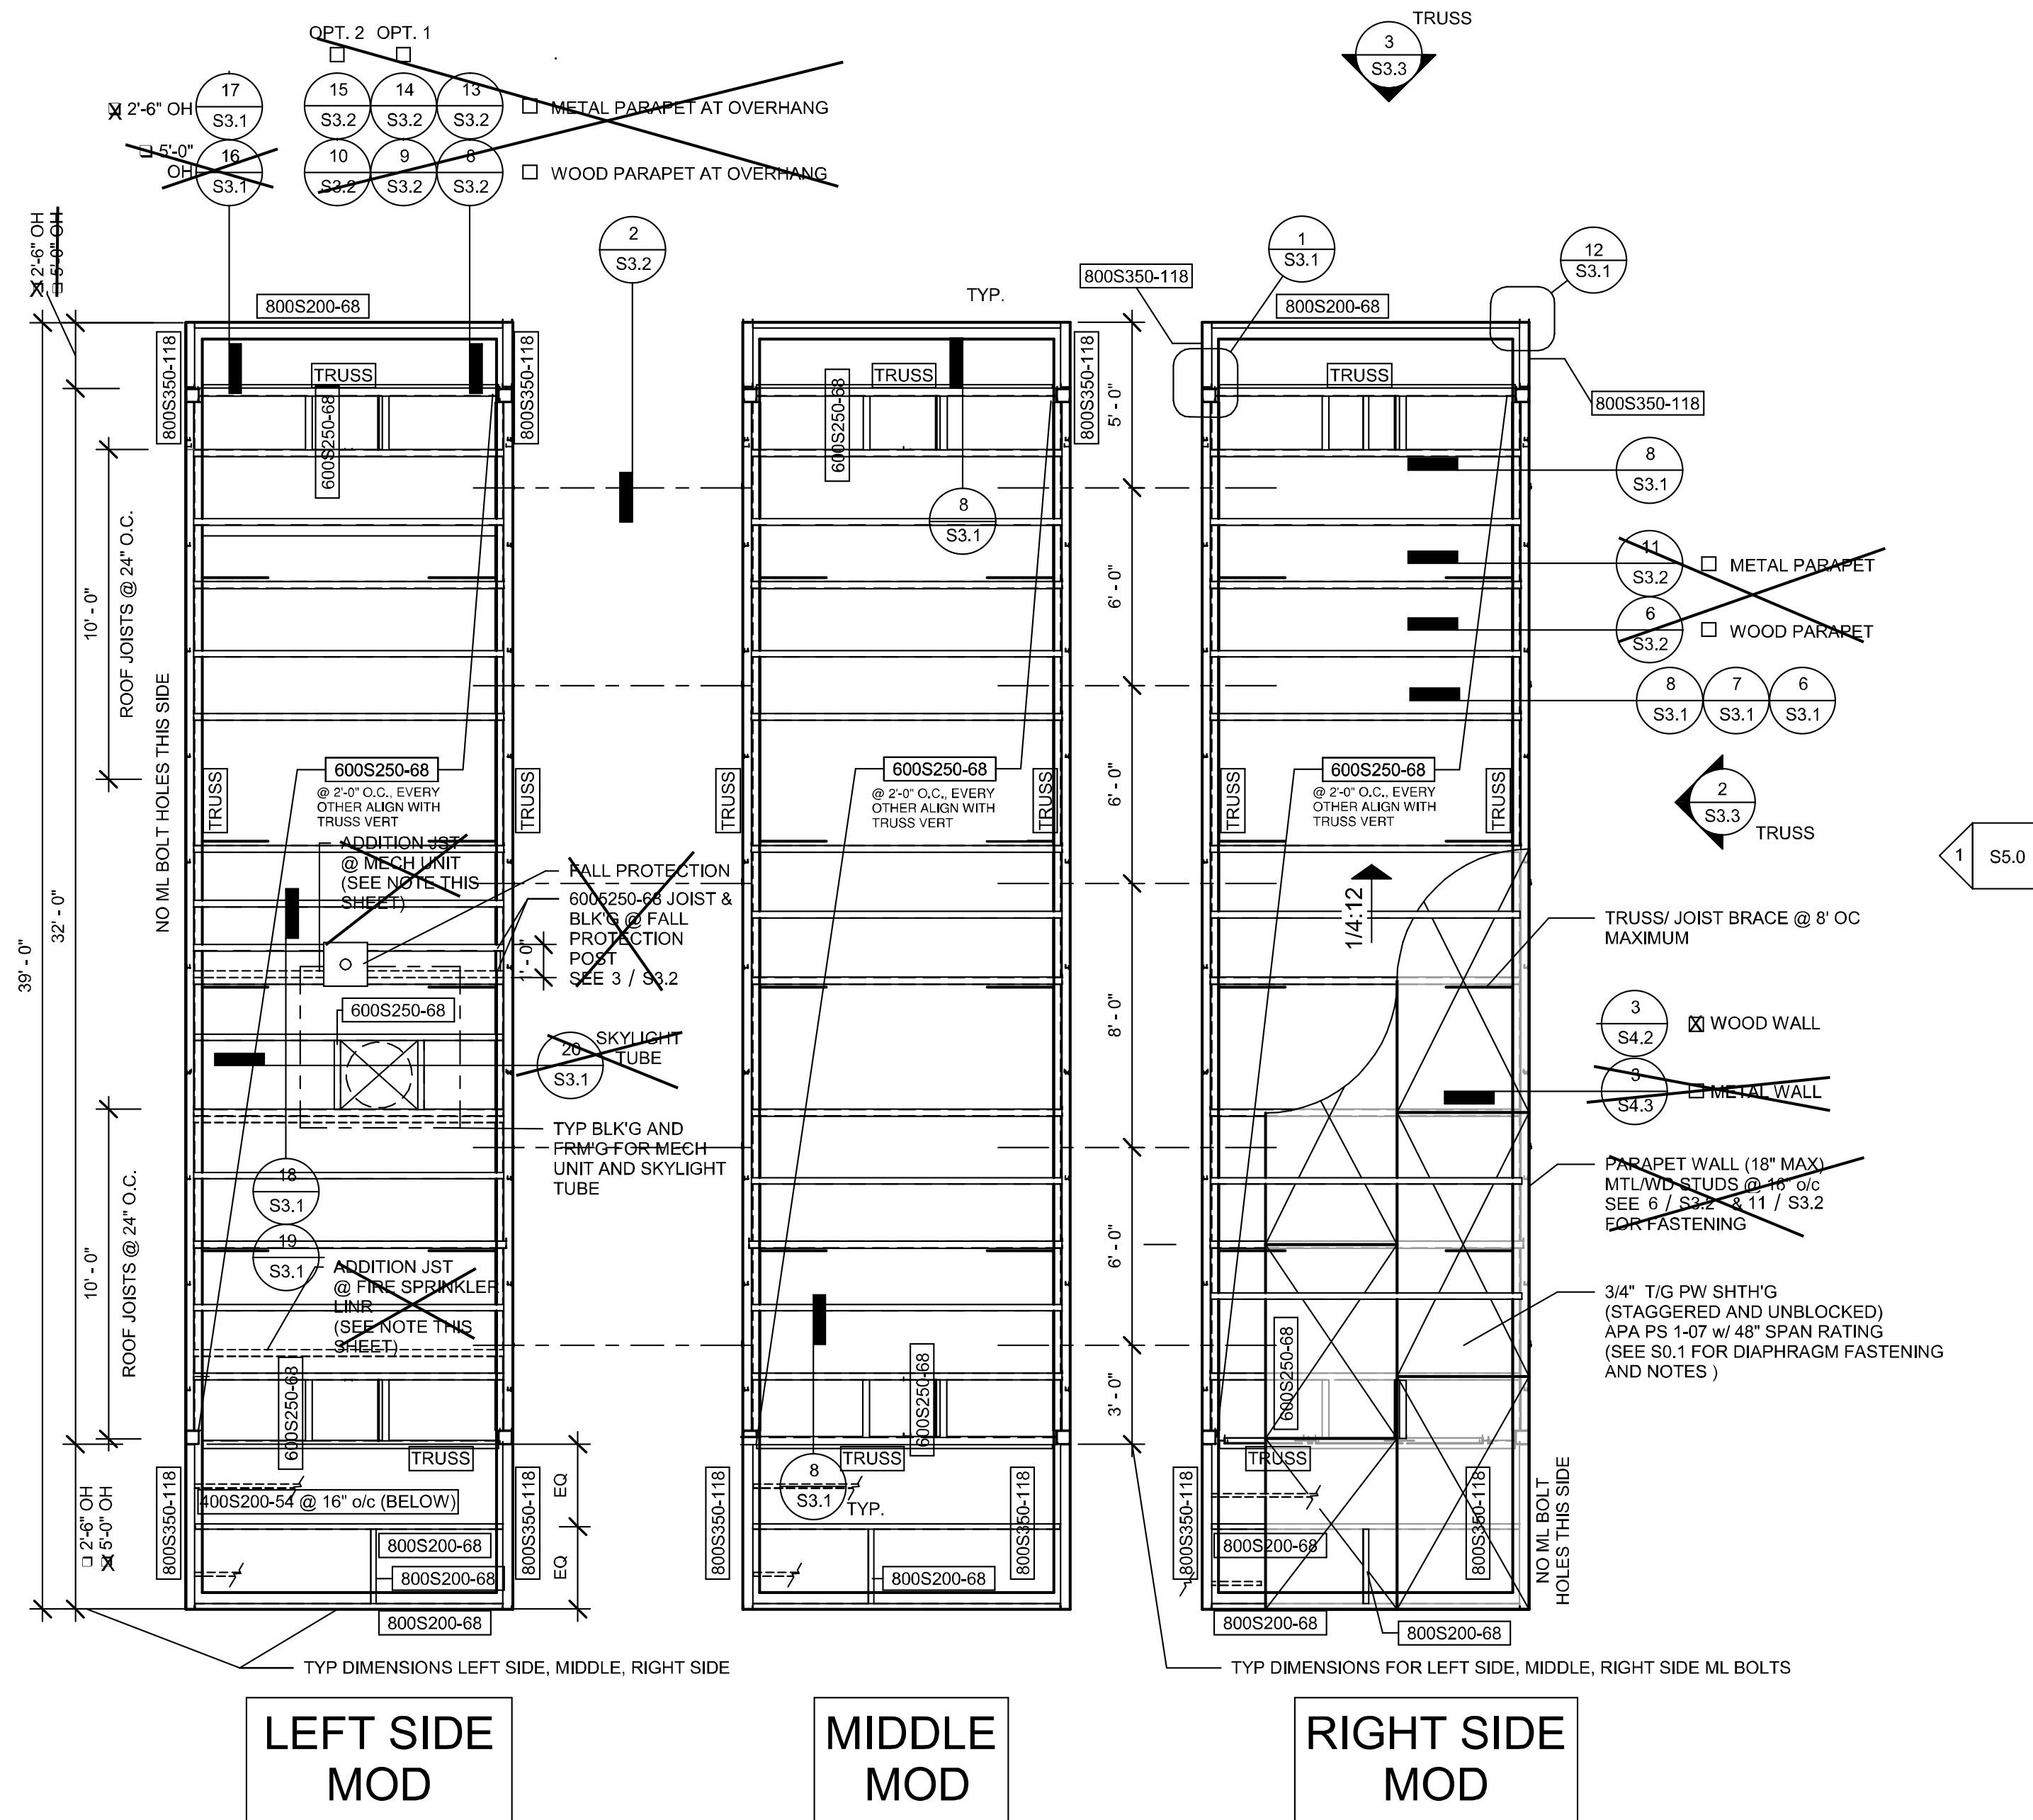 OPT. 2 OPT. 1
2'-6" OH
17
S3.1
15
S3.2
14
S3.2
13
S3.2
METAL PARAPET AT OVERHANG
5'-0"
OH
16
S3.1
10
S3.2
9
S3.2
8
S3.2
WOOD PARAPET AT OVERHANG
TRUSS
3
S3.3
2'-6" OH
5'-0" OH
2
S3.2
1
S3.1
12
S3.1
800S350-118
TYP.
800S200-68
800S200-68
800S350-118
800S350-118
800S350-118
800S350-118
TRUSS
TRUSS
TRUSS
600S250-68
600S250-68
5' - 0"
8
S3.1
8
S3.1
11
S3.2
METAL PARAPET
6
S3.2
WOOD PARAPET
8
S3.1
7
S3.1
6
S3.1
39' - 0"
32' - 0"
10' - 0"
ROOF JOISTS @ 24" O.C.
NO ML BOLT HOLES THIS SIDE
6' - 0"
6' - 0"
TRUSS
600S250-68
@ 2'-0" O.C., EVERY
OTHER ALIGN WITH
TRUSS VERT
TRUSS
TRUSS
600S250-68
@ 2'-0" O.C., EVERY
OTHER ALIGN WITH
TRUSS VERT
TRUSS
TRUSS
600S250-68
@ 2'-0" O.C., EVERY
OTHER ALIGN WITH
TRUSS VERT
TRUSS
2
S3.3
TRUSS
1
S5.0
ADDITION JST
@ MECH UNIT
(SEE NOTE THIS
SHEET)
FALL PROTECTION
6005250-68 JOIST &
BLK'G @ FALL
PROTECTION
POST
SEE 3 / S3.2
1' - 0"
1/4:12
TRUSS/ JOIST BRACE @ 8' OC
MAXIMUM
600S250-68
20
S3.1
SKYLIGHT
TUBE
8' - 0"
3
S4.2
WOOD WALL
3
S4.3
METAL WALL
TYP BLK'G AND
FRM'G FOR MECH
UNIT AND SKYLIGHT
TUBE
18
S3.1
19
S3.1
PARAPET WALL (18" MAX)
MTL/WD STUDS @ 16" o/c
SEE 6 / S3.2 & 11 / S3.2
FOR FASTENING
10' - 0"
ROOF JOISTS @ 24" O.C.
ADDITION JST
@ FIRE SPRINKLER
LINR
(SEE NOTE THIS
SHEET)
6' - 0"
3/4" T/G PW SHTH'G
(STAGGERED AND UNBLOCKED)
APA PS 1-07 w/ 48" SPAN RATING
(SEE S0.1 FOR DIAPHRAGM FASTENING
AND NOTES )
600S250-68
600S250-68
600S250-68
3' - 0"
TRUSS
TRUSS
TRUSS
2'-6" OH
5'-0" OH
800S350-118
400S200-54 @ 16" o/c (BELOW)
800S350-118
EQ
EQ
8
S3.1
TYP.
800S350-118
800S350-118
800S350-118
800S350-118
NO ML BOLT
HOLES THIS SIDE
800S200-68
800S200-68
800S200-68
800S200-68
800S200-68
800S200-68
800S200-68
TYP DIMENSIONS LEFT SIDE, MIDDLE, RIGHT SIDE
TYP DIMENSIONS FOR LEFT SIDE, MIDDLE, RIGHT SIDE ML BOLTS
LEFT SIDE
MOD
MIDDLE
MOD
RIGHT SIDE
MOD